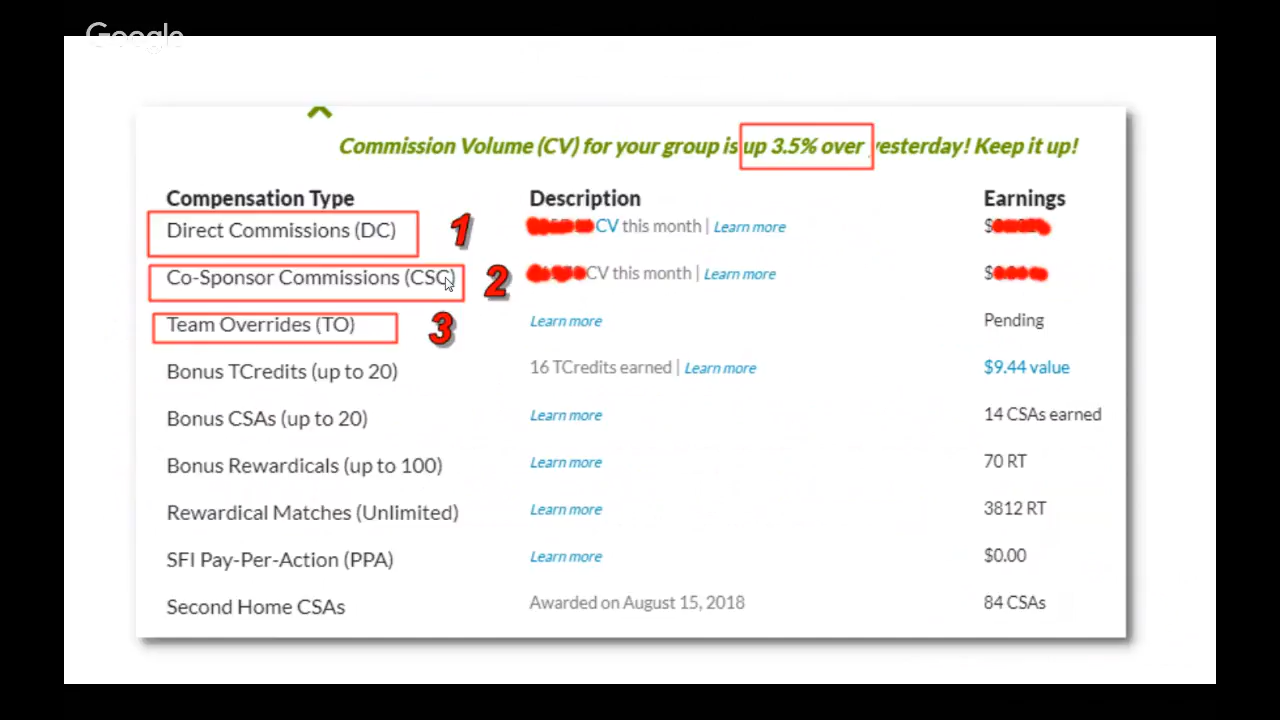 Google
Commission Volume (CV) for your group is up 3.5% over yesterday! Keep it up!
Compensation Type Description Earnings
Direct Commissions (DC) 1 CV this month | Learn more $
Co-Sponsor Commissions (CSC) 2 CV this month | Learn more $
Team Overrides (TO) 3 Learn more Pending
Bonus TCredits (up to 20) 16 TCredits earned | Learn more $9.44 value
Bonus CSAs (up to 20) Learn more 14 CSAs earned
Bonus Rewardicals (up to 100) Learn more 70 RT
Rewardical Matches (Unlimited) Learn more 3812 RT
SFI Pay-Per-Action (PPA) Learn more $0.00
Second Home CSAs Awarded on August 15, 2018 84 CSAs